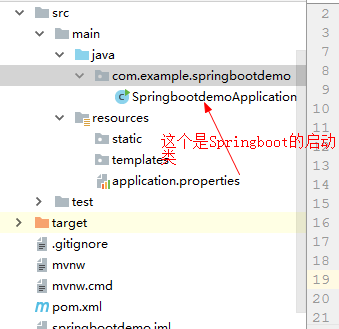 src
main
java
com.example.springbootdemo
SpringbootdemoApplication
resources
static
这个是Springboot的启动
类
templates
application.properties
test
target
.gitignore
mvnw
mvnw.cmd
pom.xml
springbootdemo.iml
2
3
6
7
8
9
10
11
12
13
14
15
16
17
18
19
20
21